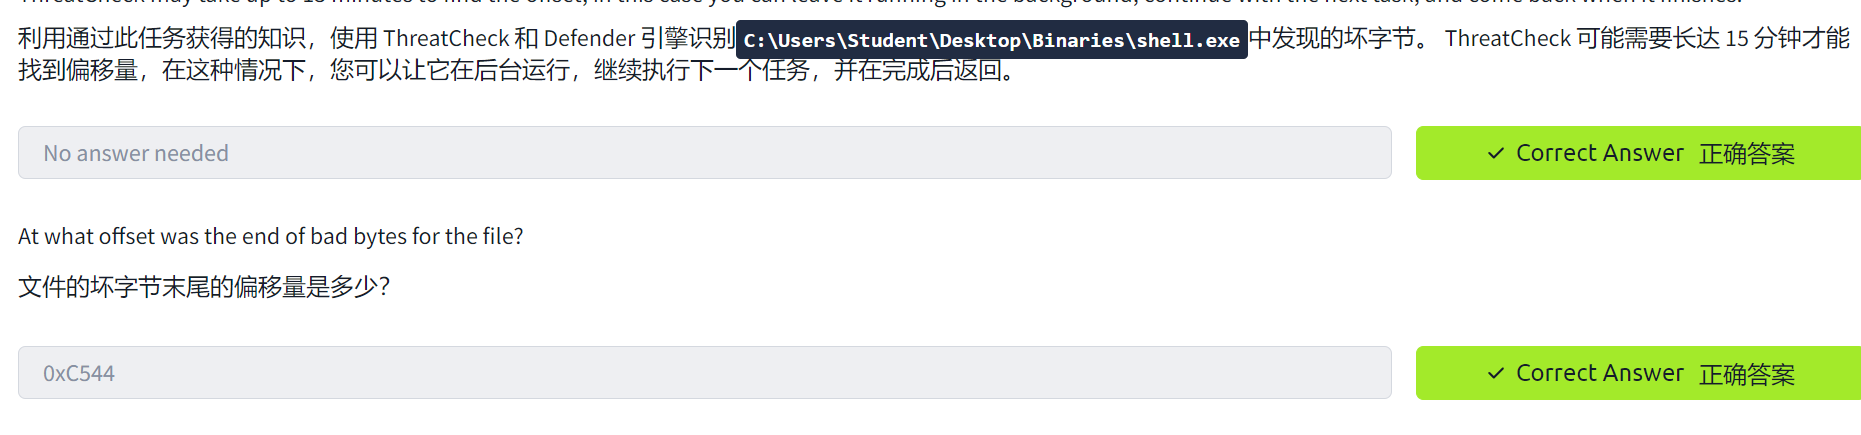 ThreatCheck may take up to 15 minutes to find the offset, in this case you can leave it running in the background, continue with the next task, and come back when it finishes.
利用通过此任务获得的知识，使用 ThreatCheck 和 Defender 引擎识别 C:\Users\Student\Desktop\Binaries\shell.exe 中发现的坏字节。 ThreatCheck 可能需要长达 15 分钟才能
找到偏移量，在这种情况下，您可以让它在后台运行，继续执行下一个任务，并在完成后返回。
No answer needed
✓ Correct Answer 正确答案
At what offset was the end of bad bytes for the file?
文件的坏字节末尾的偏移量是多少？
0xC544
✓ Correct Answer 正确答案